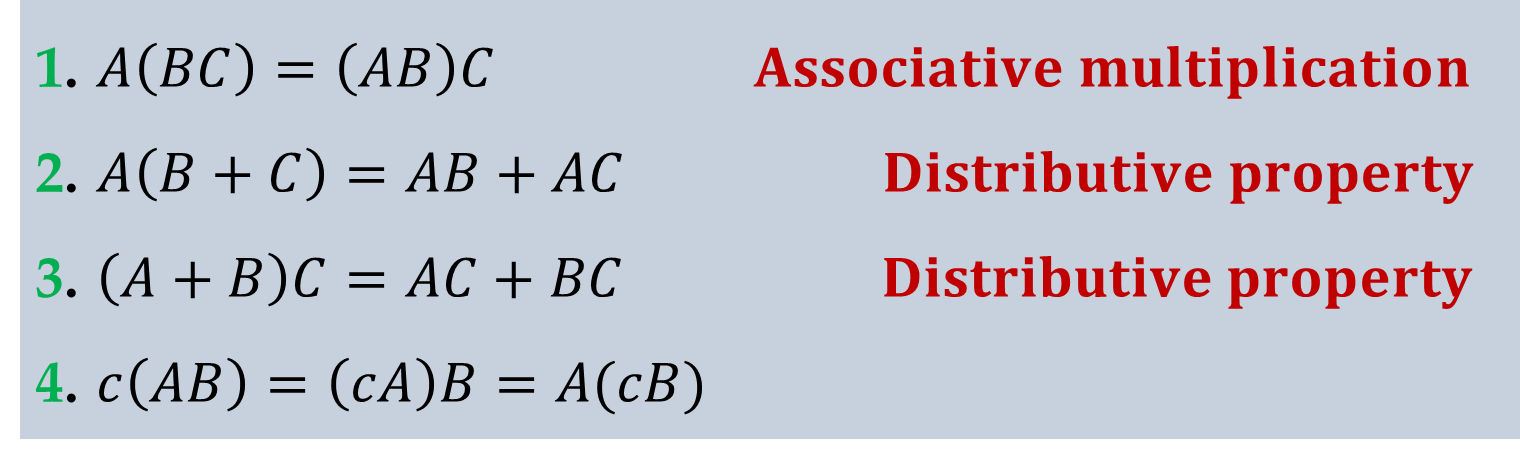 1. A(BC) = (AB)C Associative multiplication
2. A(B + C) = AB + AC Distributive property
3. (A + B)C = AC + BC Distributive property
4. c(AB) = (cA)B = A(cB)